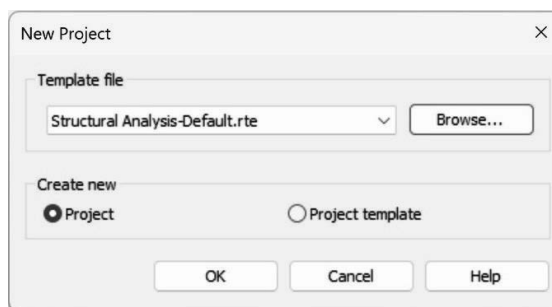 New Project
Template file
Structural Analysis-Default.rte
Browse...
Create new
Project
Project template
OK
Cancel
Help